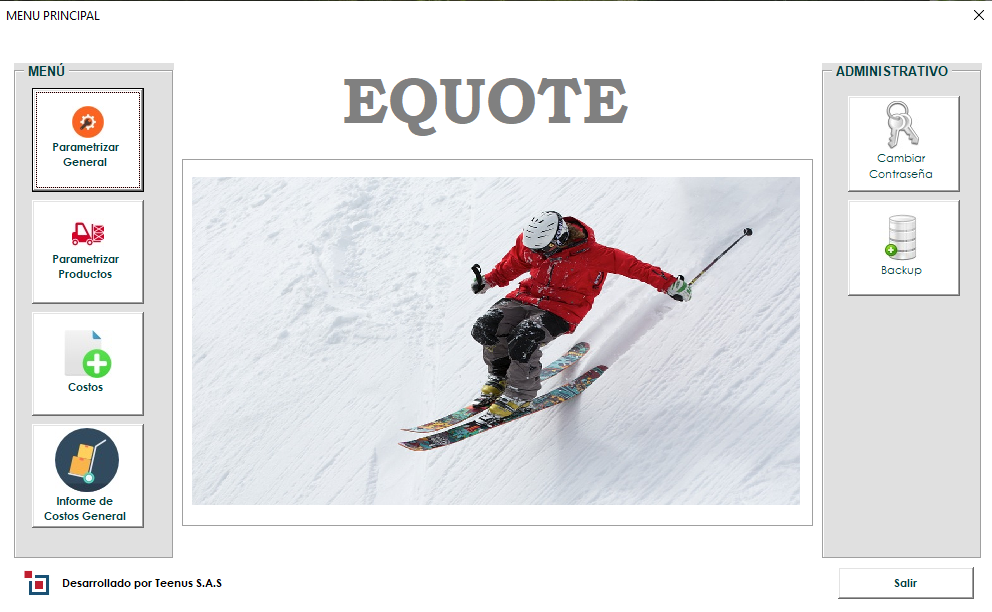 MENU PRINCIPAL
MENÚ
EQUOTE
ADMINISTRATIVO
Parametrizar
General
Parametrizar
Productos
Costos
Informe de
Costos General
Cambiar
Contraseña
Backup
Desarrollado por Teenus S.A.S
Salir